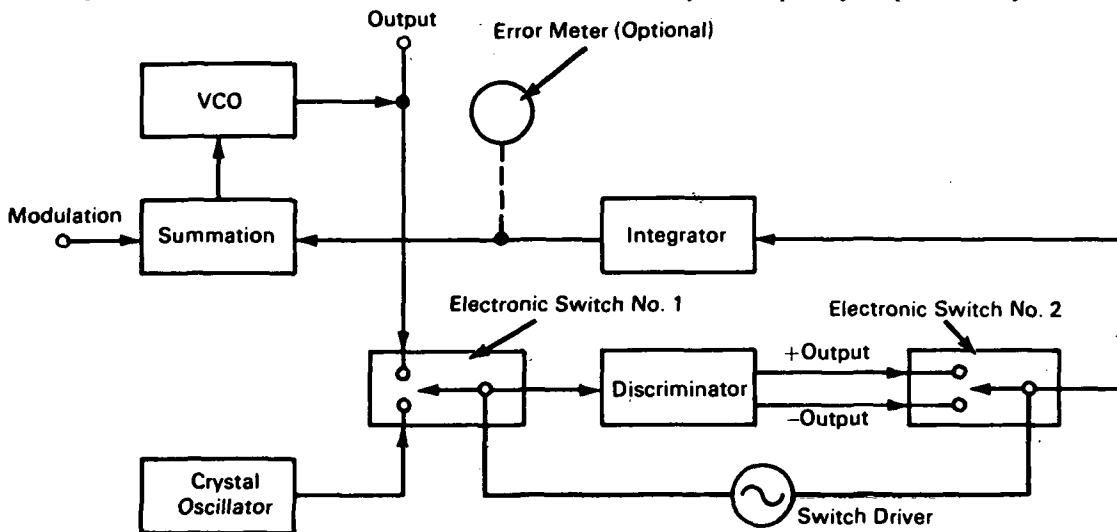 Output
Error Meter (Optional)
VCO
Modulation
Summation
Integrator
Electronic Switch No. 1
Electronic Switch No. 2
+Output
Discriminator
–Output
Crystal
Oscillator
Switch Driver